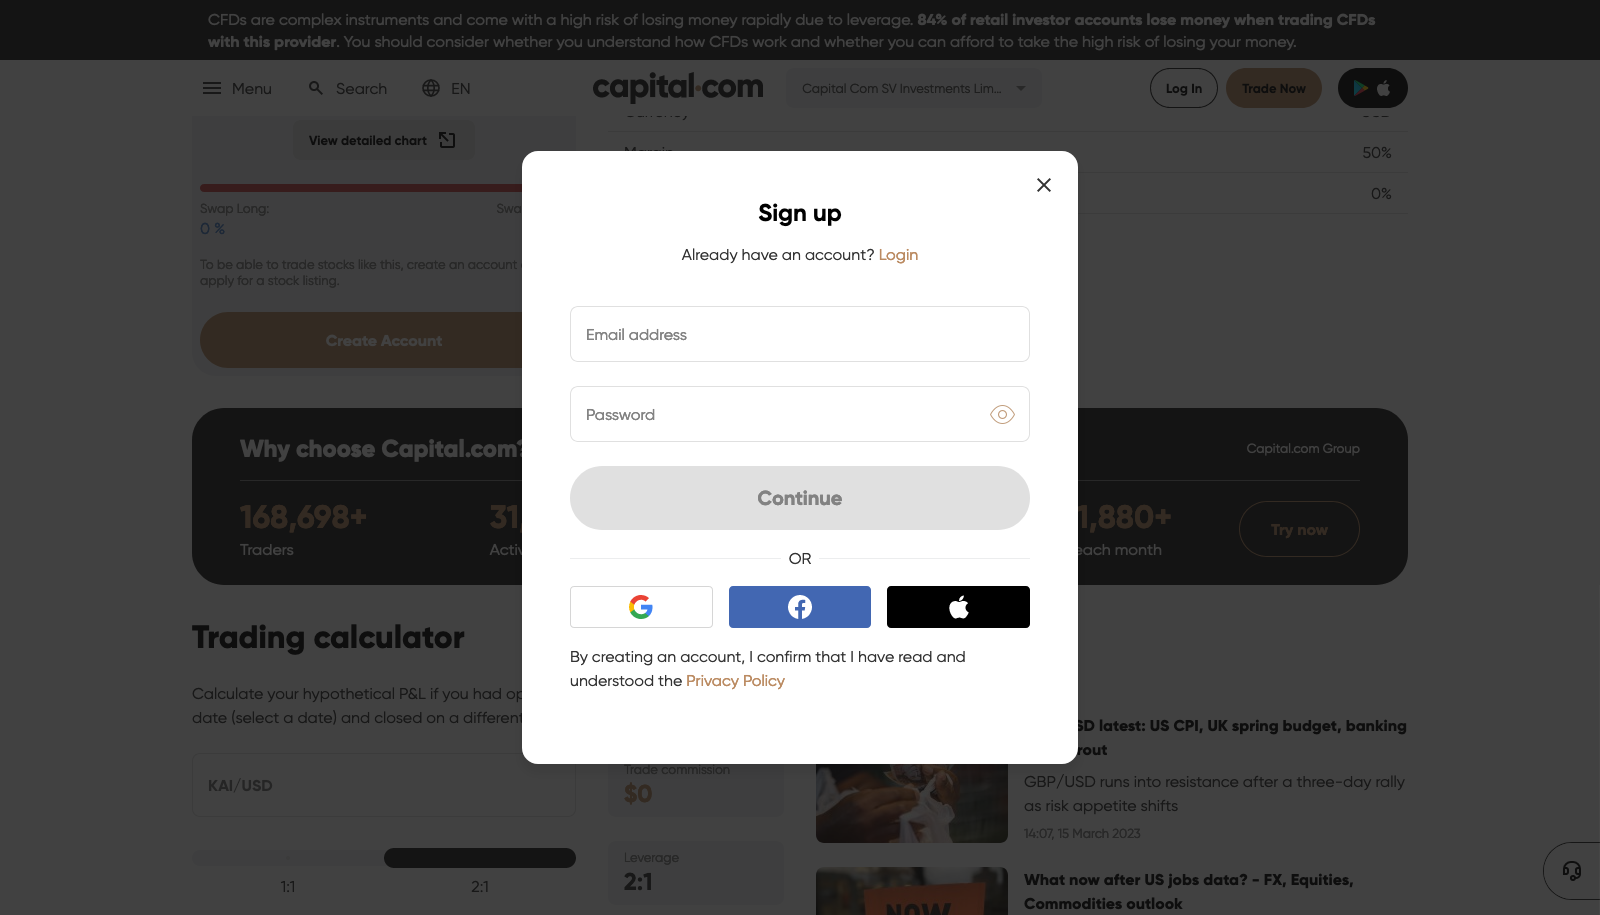 CFDs are complex instruments and come with a high risk of losing money rapidly due to leverage. 84% of retail investor accounts lose money when trading CFDs
with this provider. You should consider whether you understand how CFDs work and whether you can afford to take the high risk of losing your money.
Menu
Search
EN
capital.com
Capital Com SV Investments Lim...
Log In
Trade Now
View detailed chart
50%
0%
Swap Long:
0 %
To be able to trade stocks like this, create an account
apply for a stock listing.
Create Account
Sign up
Already have an account? Login
Email address
Password
Continue
OR
By creating an account, I confirm that I have read and
understood the Privacy Policy
Why choose Capital.com?
Capital.com Group
168,698+
Traders
1,880+
each month
Try now
Trading calculator
Calculate your hypothetical P&L if you had
date (select a date) and closed on a different
KAI/USD
1:1
2:1
Trade commission
$0
Leverage
2:1
latest: US CPI, UK spring budget, banking
rout
GBP/USD runs into resistance after a three-day rally
as risk appetite shifts
14:07, 15 March 2023
What now after US jobs data? - FX, Equities,
Commodities outlook
NOW